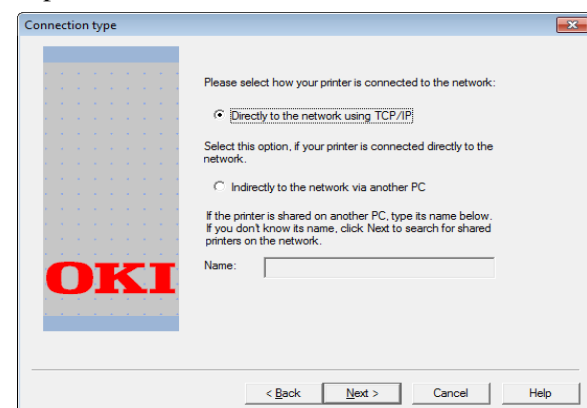 Connection type
Please select how your printer is connected to the network:
Directly to the network using TCP/IP
Select this option, if your printer is connected directly to the
network.
Indirectly to the network via another PC
If the printer is shared on another PC, type its name below.
If you don't know its name, click Next to search for shared
printers on the network.
OKI
Name:
< Back Next > Cancel Help